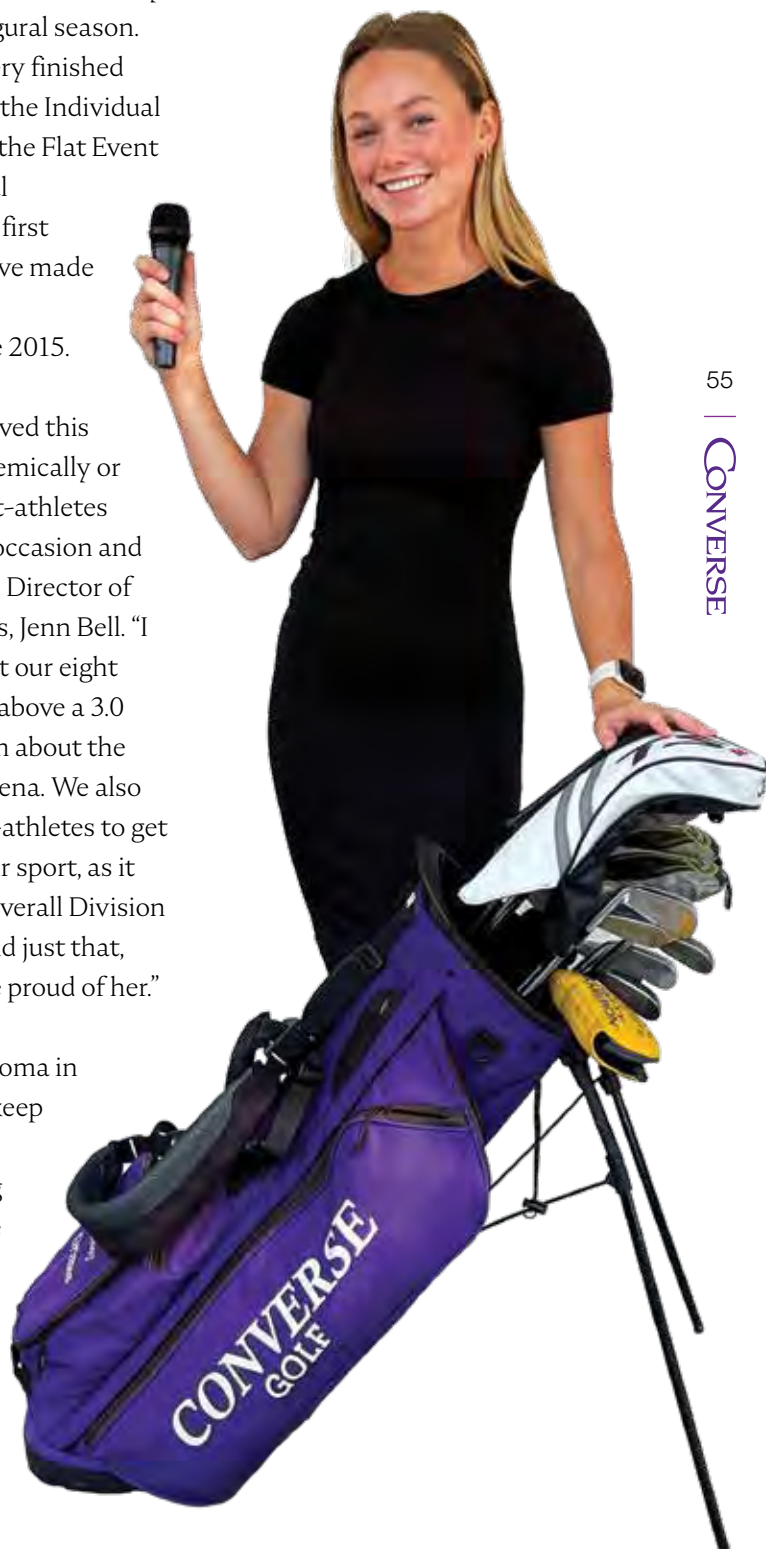 gural season.
ry finished
the Individual
the Flat Event
l
first
ve made
e 2015.
ved this
emically or
t-athletes
occasion and
Director of
s, Jenn Bell. “I
t our eight
above a 3.0
n about the
ena. We also
-athletes to get
r sport, as it
verall Division
d just that,
e proud of her.”
oma in
keep
g
55
CONVERSE
CONVERSE
GOLF